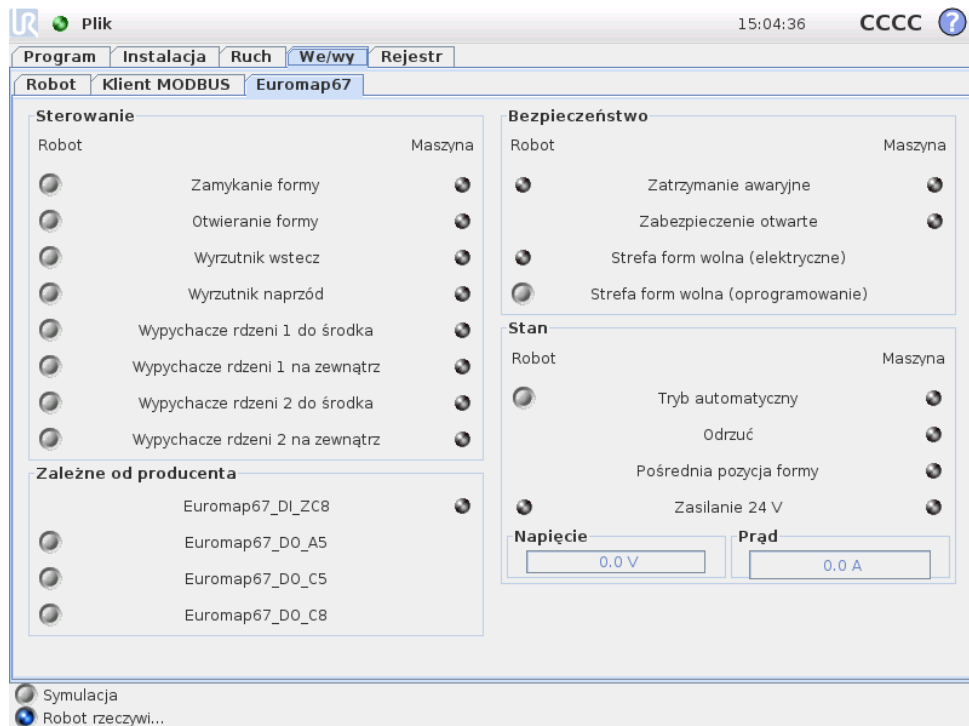 UR Plik 15:04:36 CCCC ?
Program Instalacja Ruch We/wy Rejestr
Robot Klient MODBUS Euromap67
Sterowanie
Robot Maszyna
Zamykanie formy
Otwieranie formy
Wyrzutnik wstecz
Wyrzutnik naprzód
Wypychacze rdzeni 1 do środka
Wypychacze rdzeni 1 na zewnątrz
Wypychacze rdzeni 2 do środka
Wypychacze rdzeni 2 na zewnątrz
Zależne od producenta
Euromap67_DI_ZC8
Euromap67_DO_A5
Euromap67_DO_C5
Euromap67_DO_C8
Bezpieczeństwo
Robot Maszyna
Zatrzymanie awaryjne
Zabezpieczenie otwarte
Strefa form wolna (elektryczne)
Strefa form wolna (oprogramowanie)
Stan
Robot Maszyna
Tryb automatyczny
Odrzuć
Pośrednia pozycja formy
Zasilanie 24 V
Napięcie Prąd
0.0 V 0.0 A
Symulacja
Robot rzeczywi...